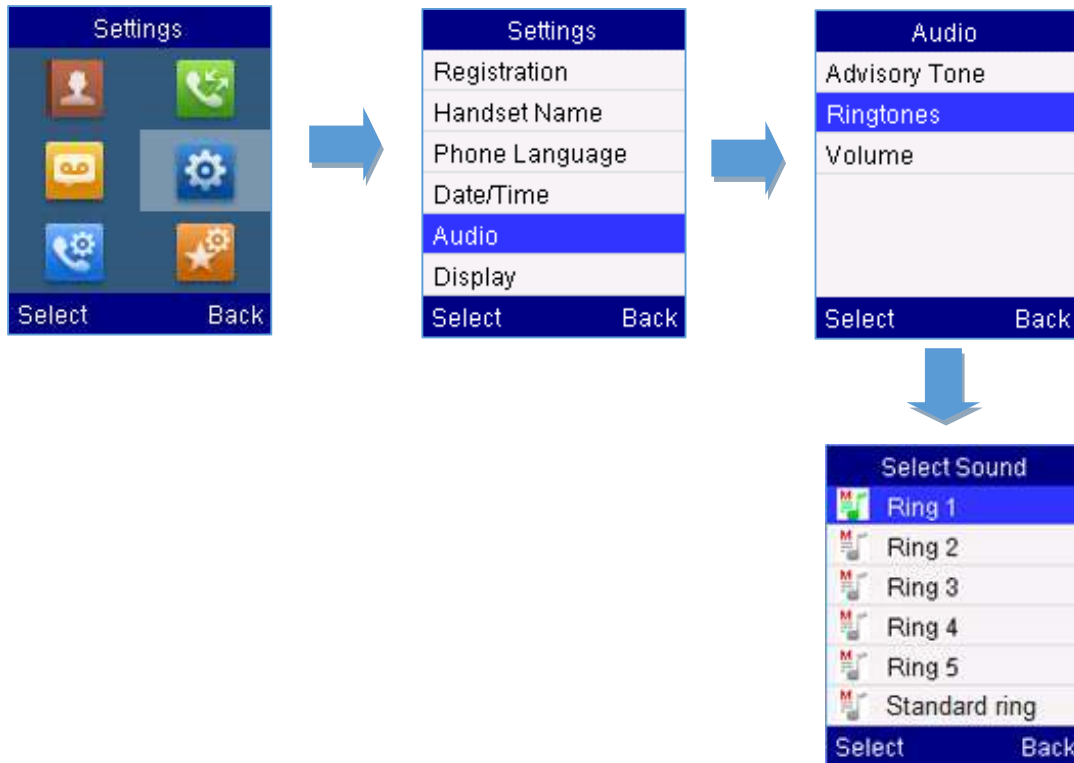 Settings
Select Back
Settings
Registration
Handset Name
Phone Language
Date/Time
Audio
Display
Select Back
Audio
Advisory Tone
Ringtones
Volume
Select Back
Select Sound
M Ring 1
M Ring 2
M Ring 3
M Ring 4
M Ring 5
M Standard ring
Select Back